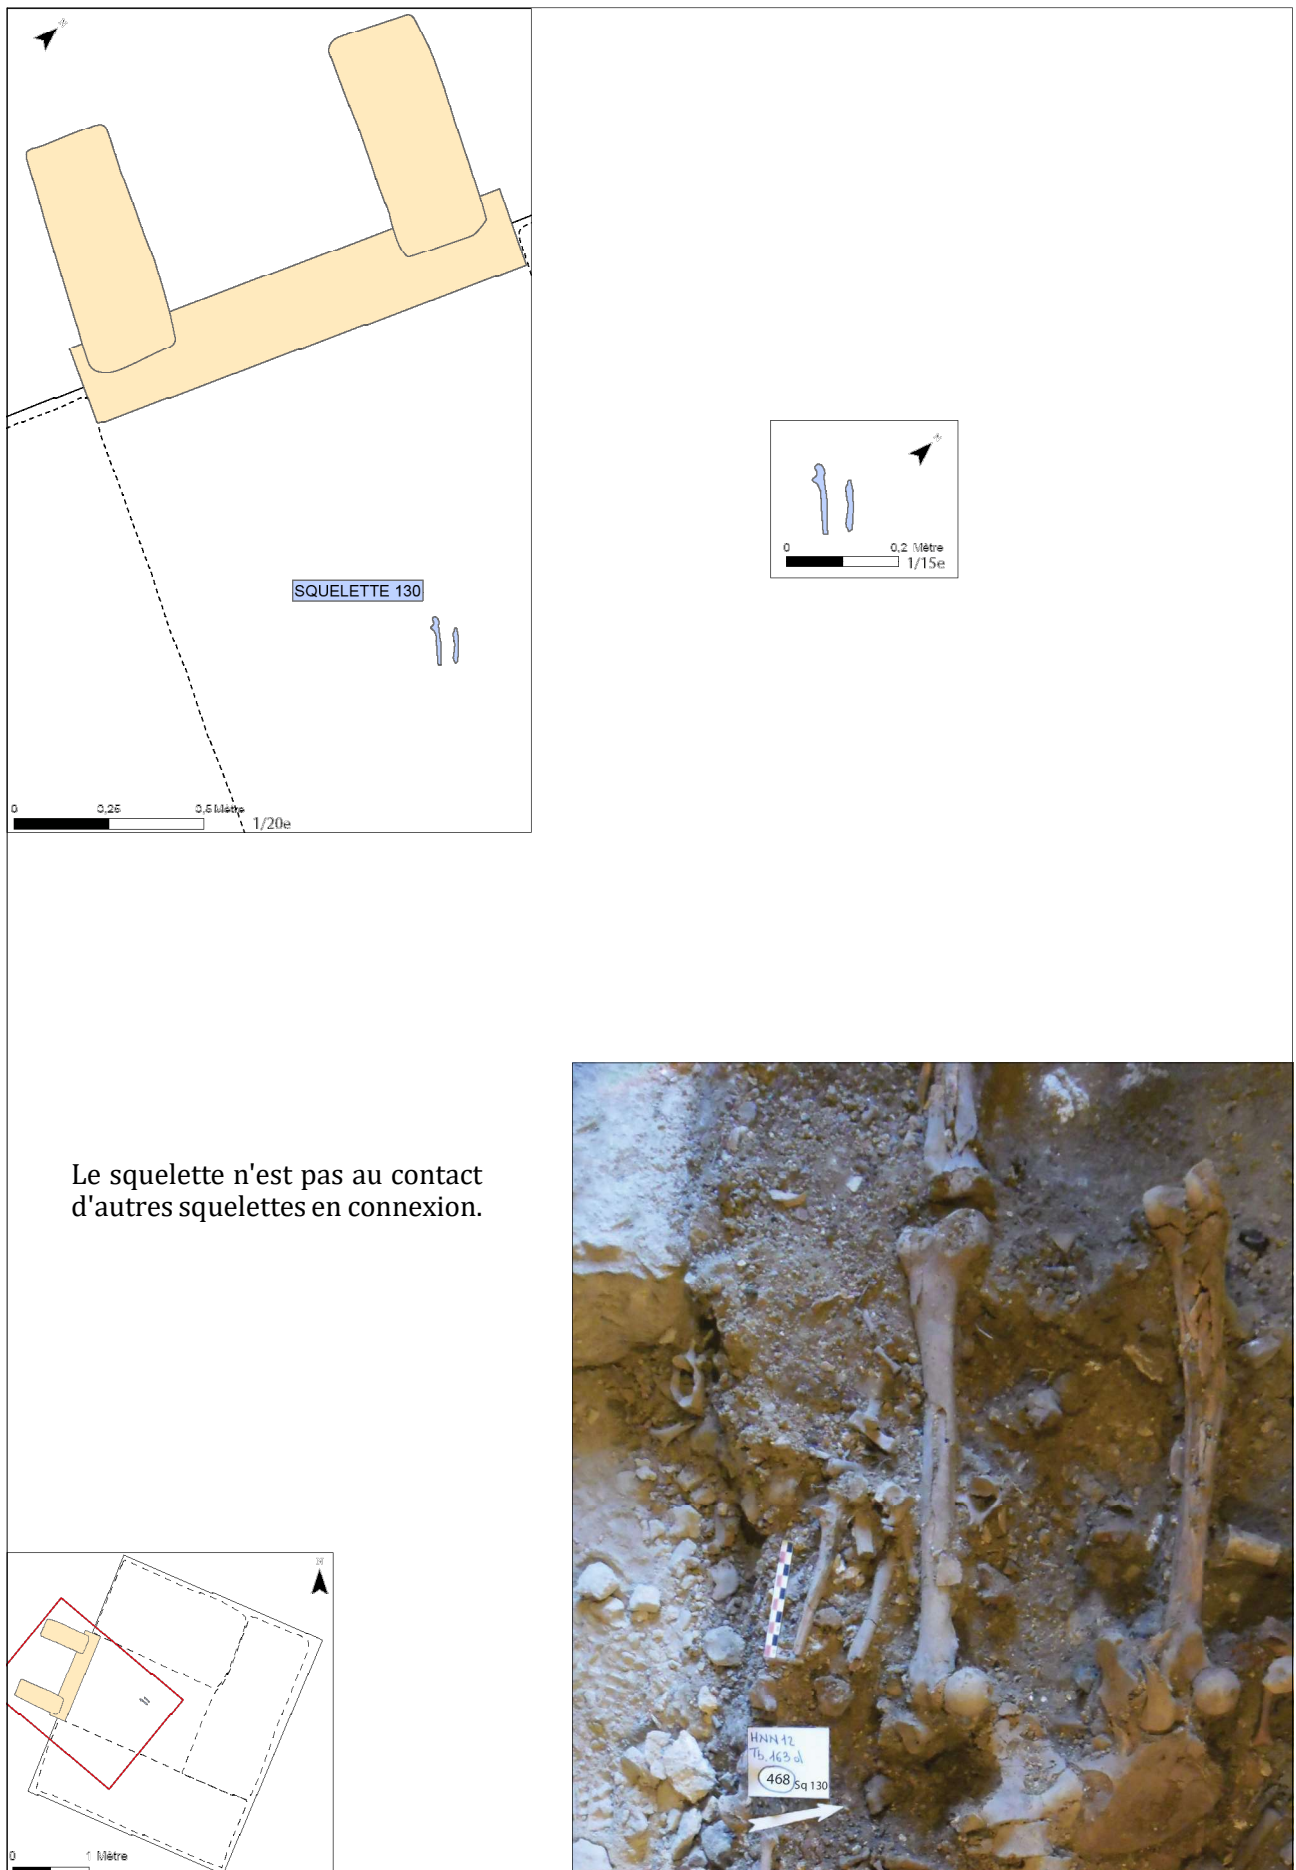 N
SQUELETTE 130
0 0,25 0,5 Mètre
1/20e
N
0 0,2 Mètre
1/15e
Le squelette n'est pas au contact
d'autres squelettes en connexion.
N
0 1 Mètre
HNN12
Tb.163d
468 Sq 130